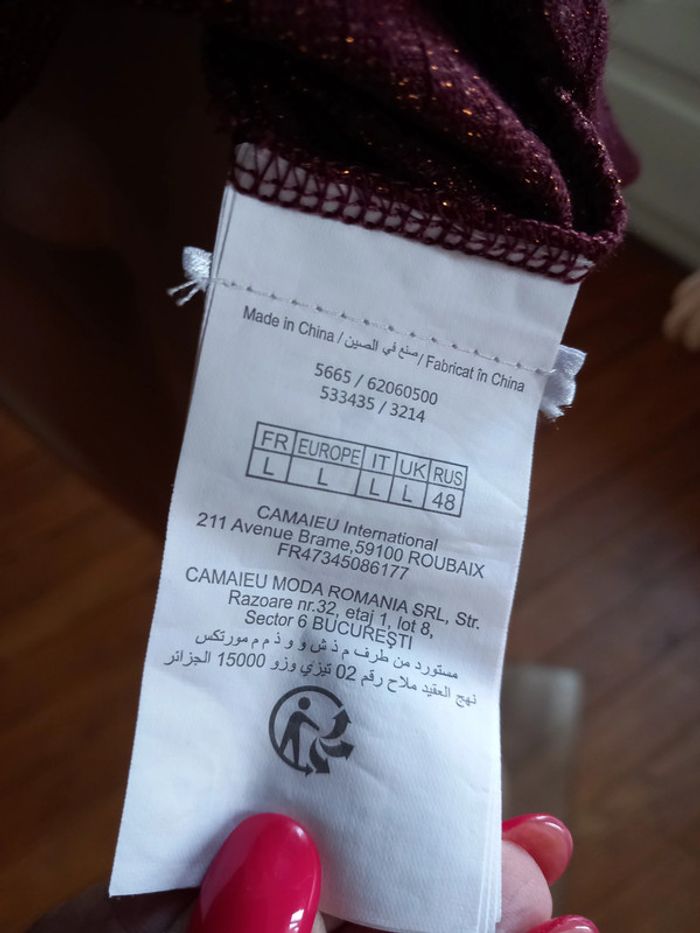 Made in China / صنع في الصين / Fabricat în China
5665 / 62060500
533435 / 3214
FR EUROPE IT UK RUS
L L L L 48
CAMAIEU International
211 Avenue Brame,59100 ROUBAIX
FR47345086177
CAMAIEU MODA ROMANIA SRL, Str.
Razoare nr.32, etaj 1, lot 8,
Sector 6 BUCUREŞTI
مستورد من طرف م ذ ش و و ذ م م مورتكس
نهج العقيد ملاح رقم 02 تيزي وزو 15000 الجزائر